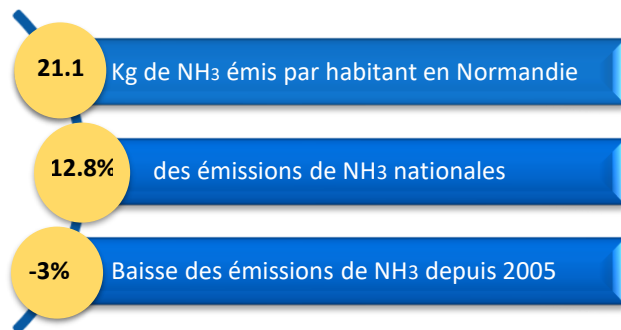 21.1 Kg de NH3 émis par habitant en Normandie
12.8% des émissions de NH3 nationales
-3% Baisse des émissions de NH3 depuis 2005